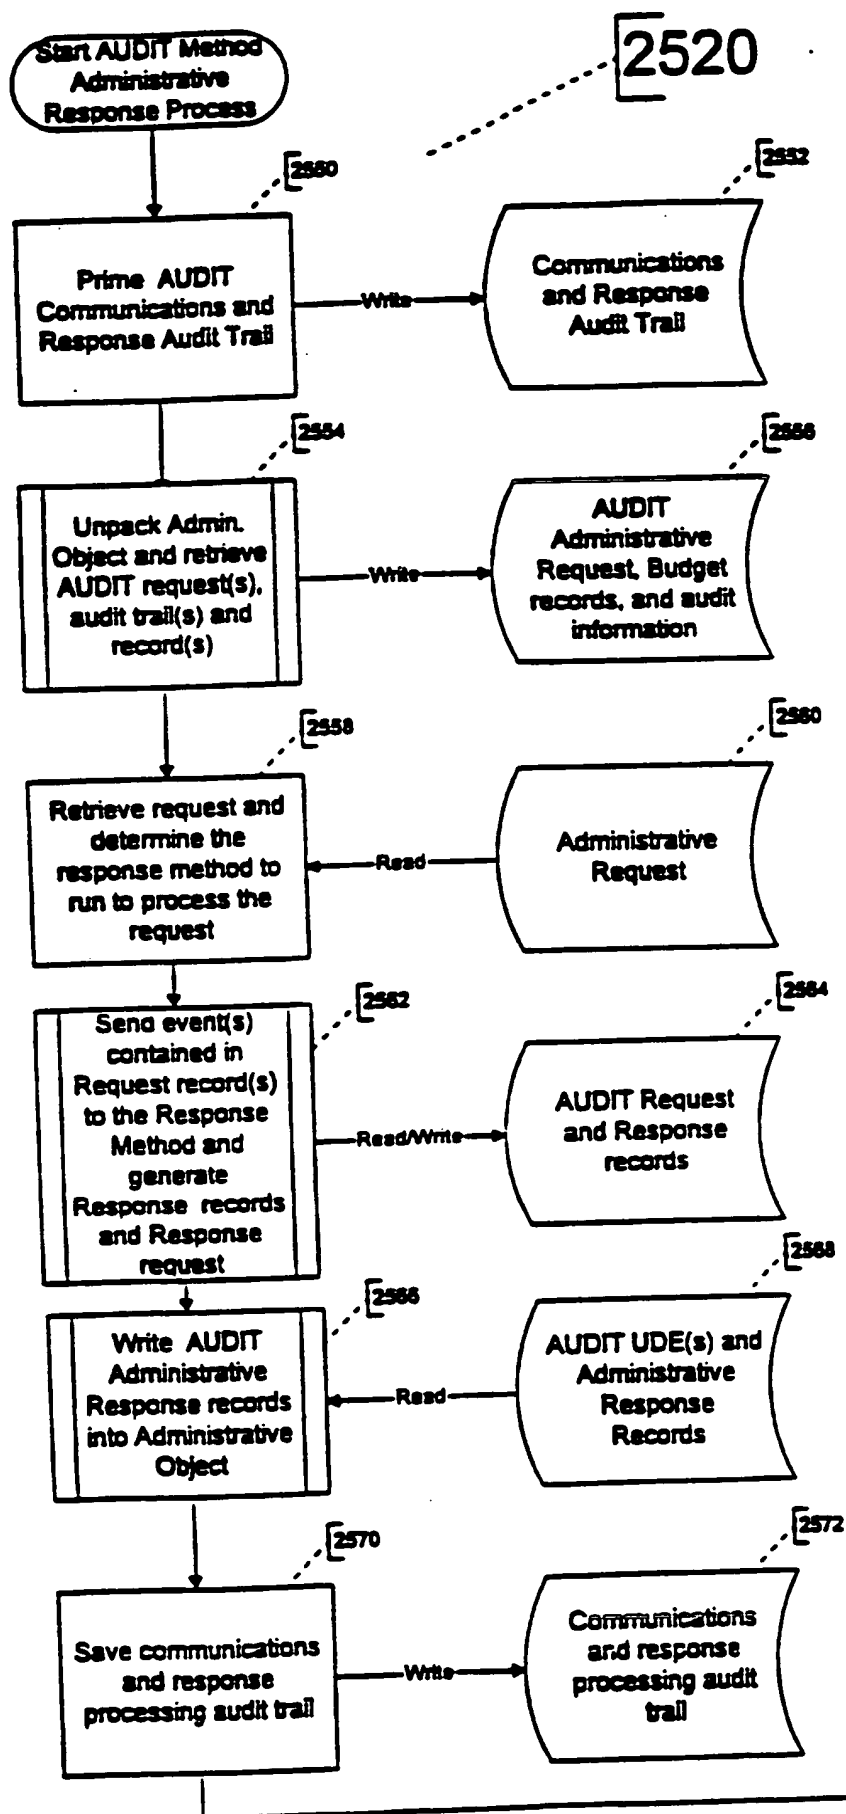 Start AUDIT Method
Administrative
Response Process
2520
2550
2552
Prime AUDIT
Communications and
Response Audit Trail
Write
Communications
and Response
Audit Trail
2554
2556
Unpack Admin.
Object and retrieve
AUDIT request(s),
audit trail(s) and
record(s)
Write
AUDIT
Administrative
Request, Budget
records, and audit
information
2558
2560
Retrieve request and
determine the
response method to
run to process the
request
Read
Administrative
Request
2562
2564
Send event(s)
contained in
Request record(s)
to the Response
Method and
generate
Response records
and Response
request
Read/Write
AUDIT Request
and Response
records
2566
2568
Write AUDIT
Administrative
Response records
into Administrative
Object
Read
AUDIT UDE(s) and
Administrative
Response
Records
2570
2572
Save communications
and response
processing audit trail
Write
Communications
and response
processing audit
trail